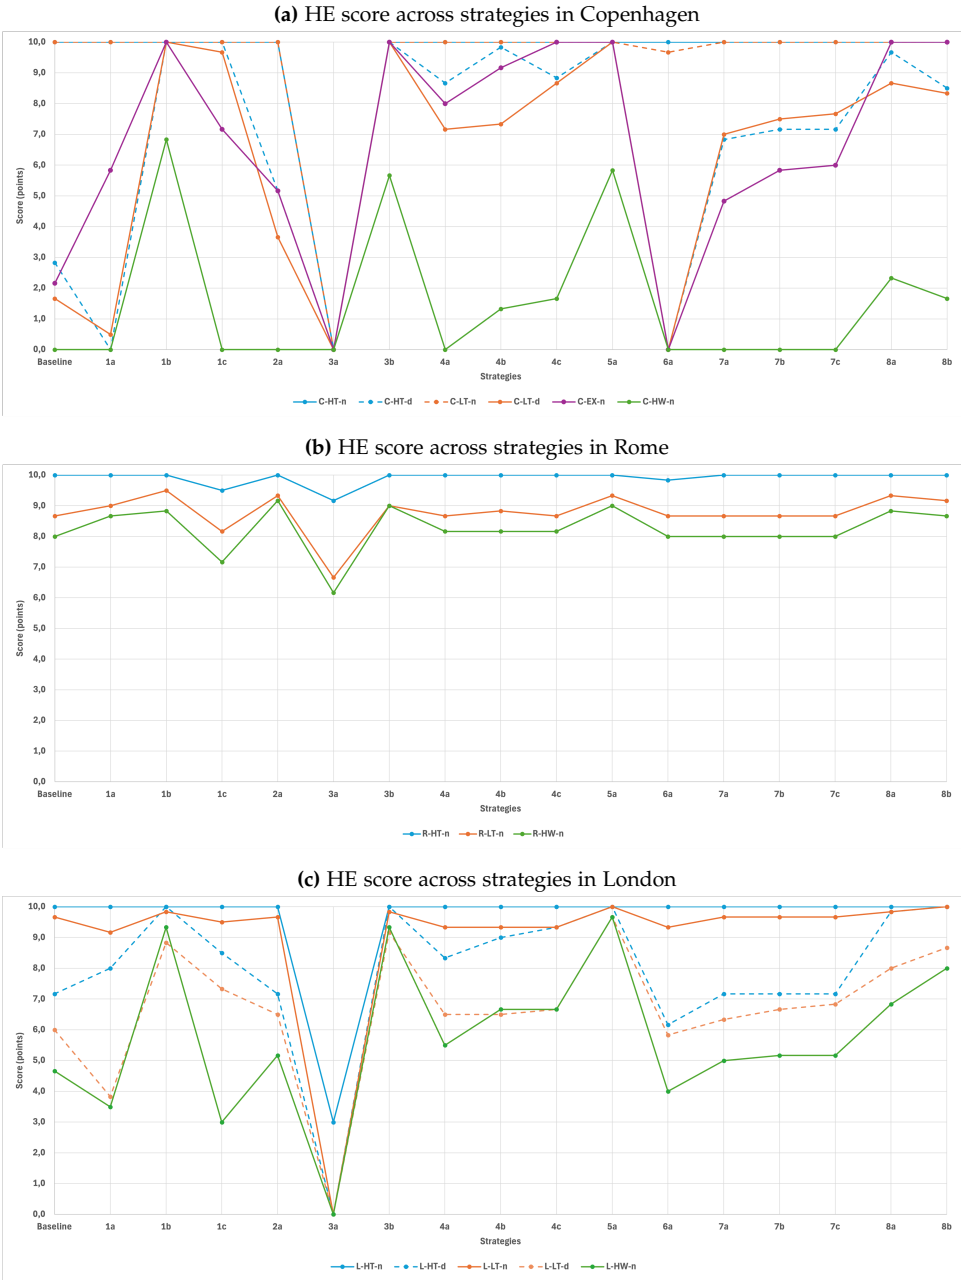 (a) HE score across strategies in Copenhagen
10,0
9,0
8,0
7,0
6,0
5,0
4,0
3,0
2,0
1,0
0,0
Score (points)
Baseline 1a 1b 1c 2a 3a 3b 4a 4b 4c 5a 6a 7a 7b 7c 8a 8b
Strategies
C-HT-n C-HT-d C-LT-n C-LT-d C-EX-n C-HW-n
(b) HE score across strategies in Rome
10,0
9,0
8,0
7,0
6,0
5,0
4,0
3,0
2,0
1,0
0,0
Score (points)
Baseline 1a 1b 1c 2a 3a 3b 4a 4b 4c 5a 6a 7a 7b 7c 8a 8b
Strategies
R-HT-n R-LT-n R-HW-n
(c) HE score across strategies in London
10,0
9,0
8,0
7,0
6,0
5,0
4,0
3,0
2,0
1,0
0,0
Score (points)
Baseline 1a 1b 1c 2a 3a 3b 4a 4b 4c 5a 6a 7a 7b 7c 8a 8b
Strategies
L-HT-n L-HT-d L-LT-n L-LT-d L-HW-n